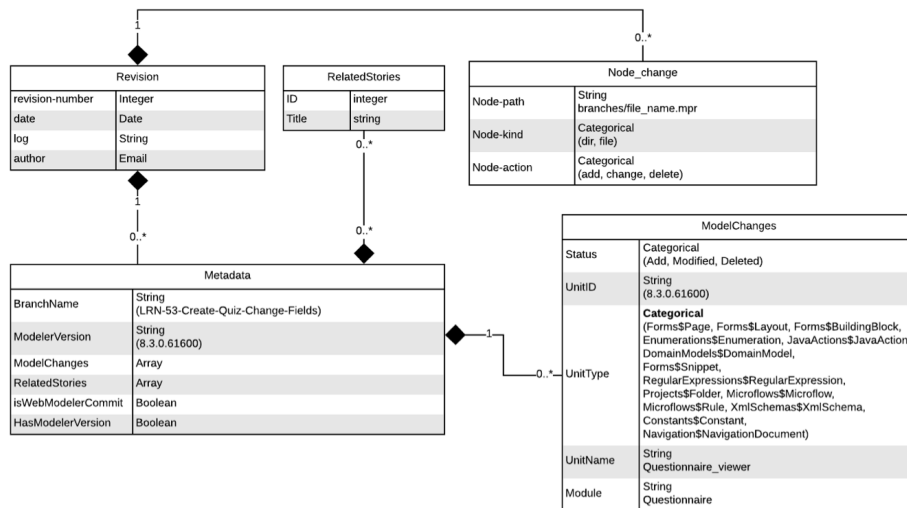 1
0..*
Revision
revision-number Integer
date Date
log String
author Email
RelatedStories
ID integer
Title string
Node_change
Node-path String
branches/file_name.mpr
Node-kind Categorical
(dir, file)
Node-action Categorical
(add, change, delete)
1
0..*
0..*
0..*
Metadata
BranchName String
(LRN-53-Create-Quiz-Change-Fields)
ModelerVersion String
(8.3.0.61600)
ModelChanges Array
RelatedStories Array
isWebModelerCommit Boolean
HasModelerVersion Boolean
1
0..*
ModelChanges
Status Categorical
(Add, Modified, Deleted)
UnitID String
(8.3.0.61600)
UnitType Categorical
(Forms$Page, Forms$Layout, Forms$BuildingBlock,
Enumerations$Enumeration, JavaActions$JavaAction
DomainModels$DomainModel,
Forms$Snippet,
RegularExpressions$RegularExpression,
Projects$Folder, Microflows$Microflow,
Microflows$Rule, XmlSchemas$XmlSchema,
Constants$Constant,
Navigation$NavigationDocument)
UnitName String
Questionnaire_viewer
Module String
Questionnaire